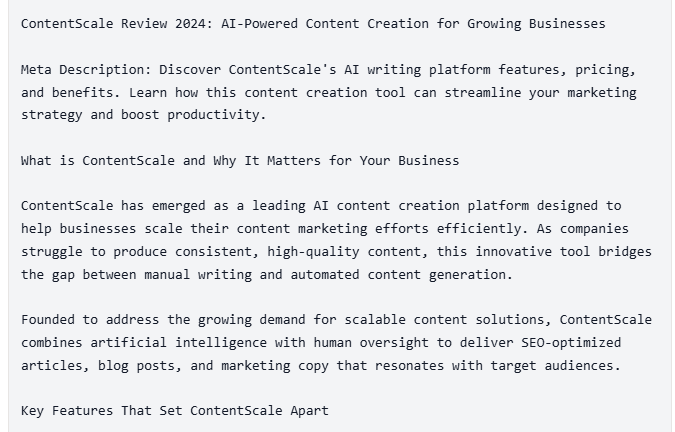 ContentScale Review 2024: AI-Powered Content Creation for Growing Businesses
Meta Description: Discover ContentScale's AI writing platform features, pricing,
and benefits. Learn how this content creation tool can streamline your marketing
strategy and boost productivity.
What is ContentScale and Why It Matters for Your Business
ContentScale has emerged as a leading AI content creation platform designed to
help businesses scale their content marketing efforts efficiently. As companies
struggle to produce consistent, high-quality content, this innovative tool bridges
the gap between manual writing and automated content generation.
Founded to address the growing demand for scalable content solutions, ContentScale
combines artificial intelligence with human oversight to deliver SEO-optimized
articles, blog posts, and marketing copy that resonates with target audiences.
Key Features That Set ContentScale Apart